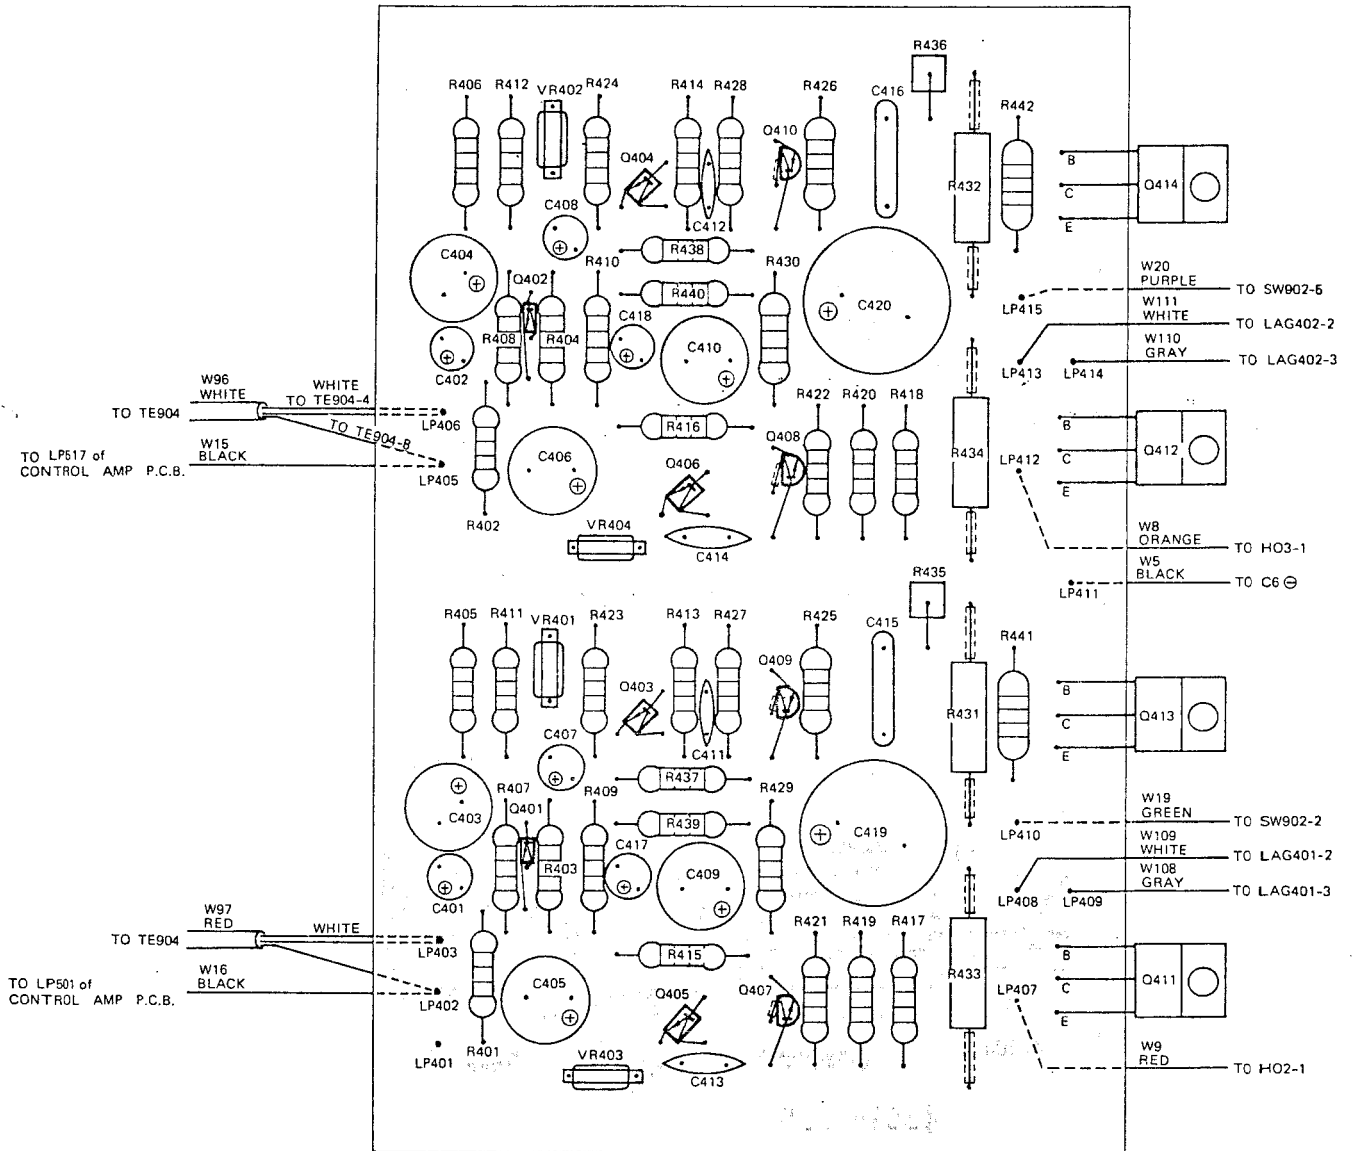 R436
R406 R412 VR402 R424 R414 R428 R426 C416
R442
Q410
Q404
B
R432
Q414
C
C408
C412
E
C404
R438
Q402 R410 R430
R440
C420
W20
PURPLE
TO SW902-5
LP415
W111
WHITE
TO LAG402-2
C418
R408 R404
C410
W110
GRAY
TO LAG402-3
C402
LP413 LP414
W96
WHITE
WHITE
TO TE904-4
TO TE904
LP406
TO TE904-8
R422 R420 R418
B
R416
W15
BLACK
TO LP517 of
CONTROL AMP P.C.B.
LP405
C406
Q408
Q406
R434
LP412
C
Q412
E
R402
VR404
C414
W8
ORANGE
TO HO3-1
W5
BLACK
TO C6 ⊖
LP411
R435
R405 R411 VR401 R423 R413 R427 R425 C415
R441
Q409
Q403
B
R431
C
Q413
C407
C411
E
R437
R407 Q401 R409 R429
C403
R439
C419
W19
GREEN
TO SW902-2
LP410
W109
WHITE
TO LAG401-2
C417
R403
C409
W108
GRAY
TO LAG401-3
C401
LP408 LP409
W97
RED
WHITE
TO TE904
LP403
R421 R419 R417
B
R415
W16
BLACK
TO LP501 of
CONTROL AMP P.C.B.
LP402
C405
Q405
Q407
R433
LP407
C
Q411
E
LP401
R401
VR403
C413
W9
RED
TO HO2-1